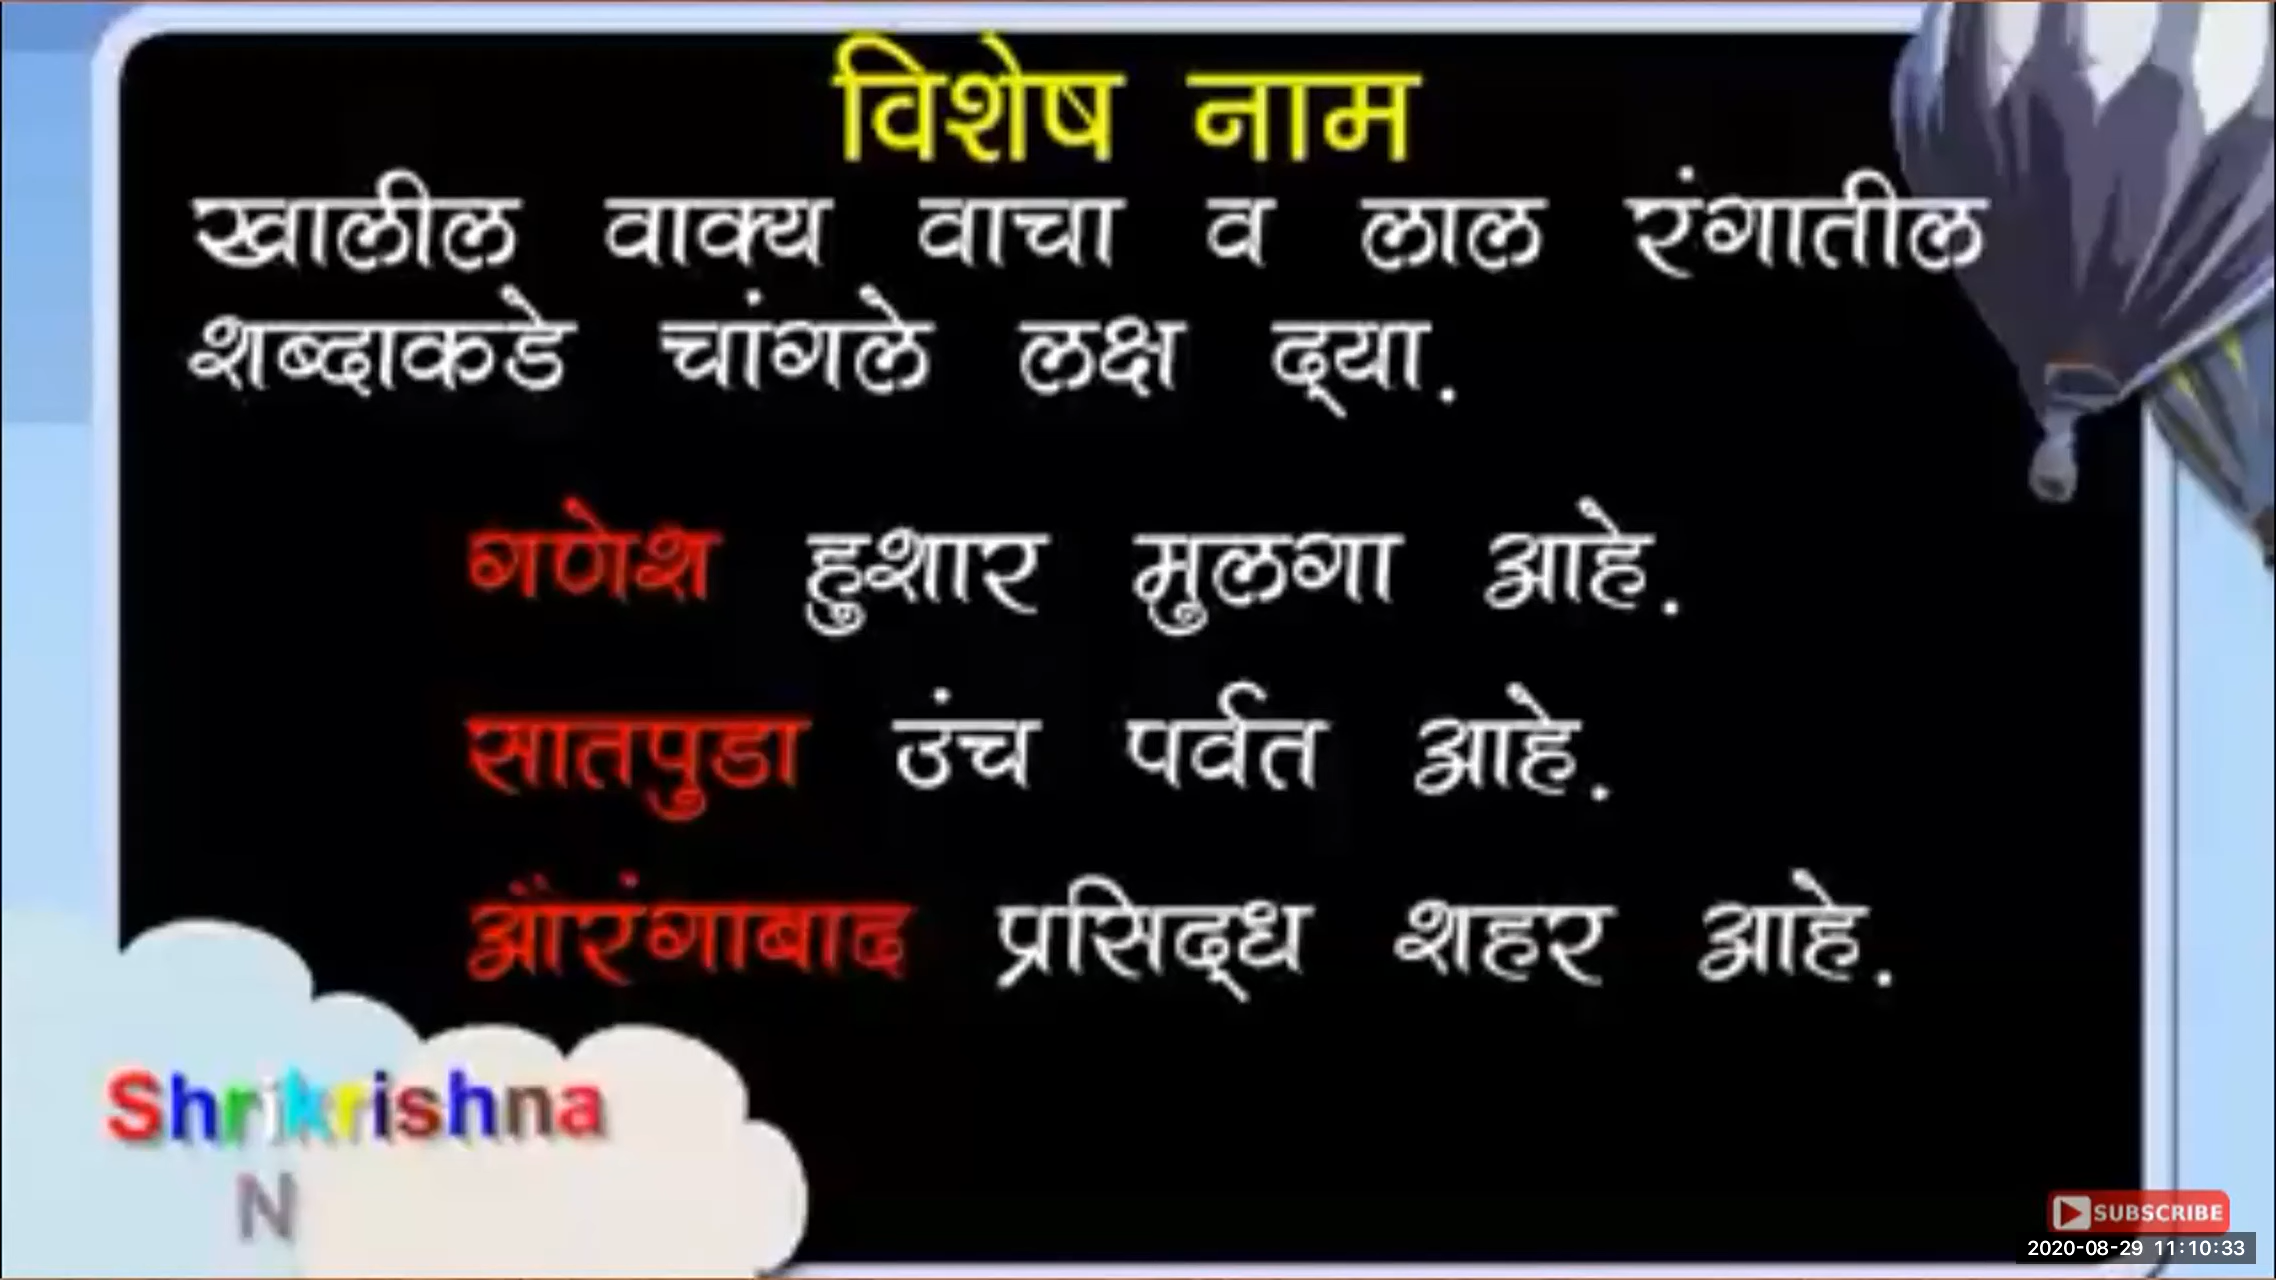 विशेष नाम
खालील वाक्य वाचा व लाल रंगातील
शब्दाकडे चांगले लक्ष द्‌या.
गणेश हुशार मुलगा आहे.
सातपुडा उंच पर्वत आहे.
औरंगाबाद प्रसिद्‌ध शहर आहे.
Shrikrishna
N
SUBSCRIBE
2020-08-29 11:10:33